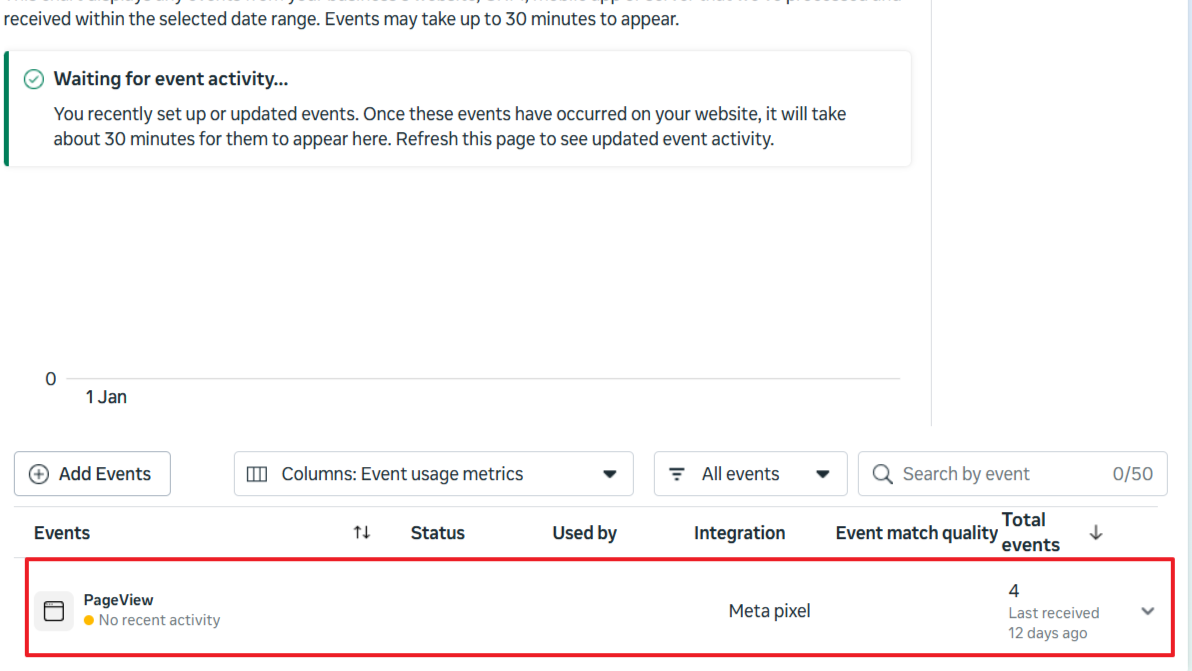 received within the selected date range. Events may take up to 30 minutes to appear.
Waiting for event activity...
You recently set up or updated events. Once these events have occurred on your website, it will take
about 30 minutes for them to appear here. Refresh this page to see updated event activity.
0
1 Jan
Add Events
Columns: Event usage metrics
All events
Search by event
0/50
Events
Status
Used by
Integration
Event match quality
Total
events
PageView
No recent activity
Meta pixel
4
Last received
12 days ago